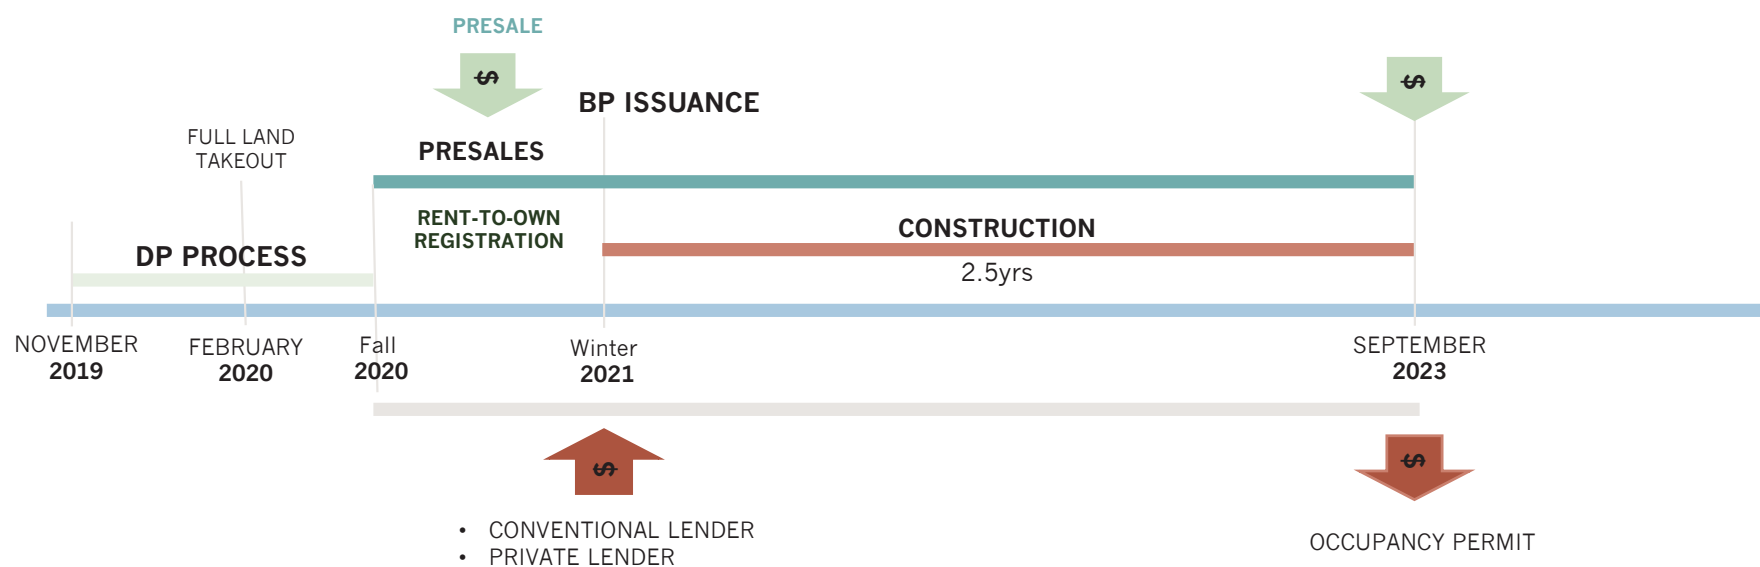 PRESALE
$
$
BP ISSUANCE
FULL LAND
TAKEOUT
PRESALES
RENT-TO-OWN
REGISTRATION
CONSTRUCTION
DP PROCESS
2.5yrs
NOVEMBER
2019
FEBRUARY
2020
Fall
2020
Winter
2021
SEPTEMBER
2023
$
$
• CONVENTIONAL LENDER
• PRIVATE LENDER
OCCUPANCY PERMIT